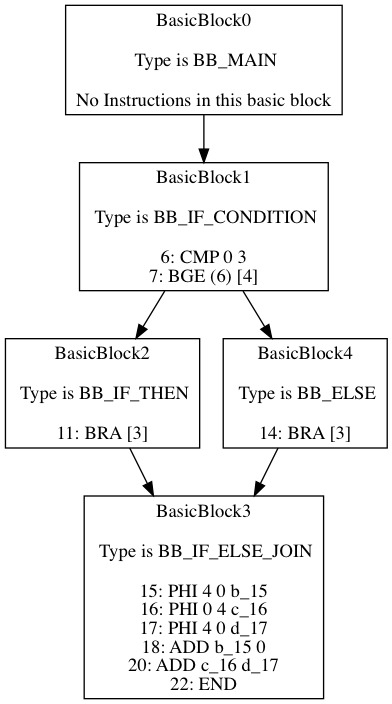 BasicBlock0
Type is BB_MAIN
No Instructions in this basic block
BasicBlock1
Type is BB_IF_CONDITION
6: CMP 0 3
7: BGE (6) [4]
BasicBlock2
Type is BB_IF_THEN
11: BRA [3]
BasicBlock4
Type is BB_ELSE
14: BRA [3]
BasicBlock3
Type is BB_IF_ELSE_JOIN
15: PHI 4 0 b_15
16: PHI 0 4 c_16
17: PHI 4 0 d_17
18: ADD b_15 0
20: ADD c_16 d_17
22: END